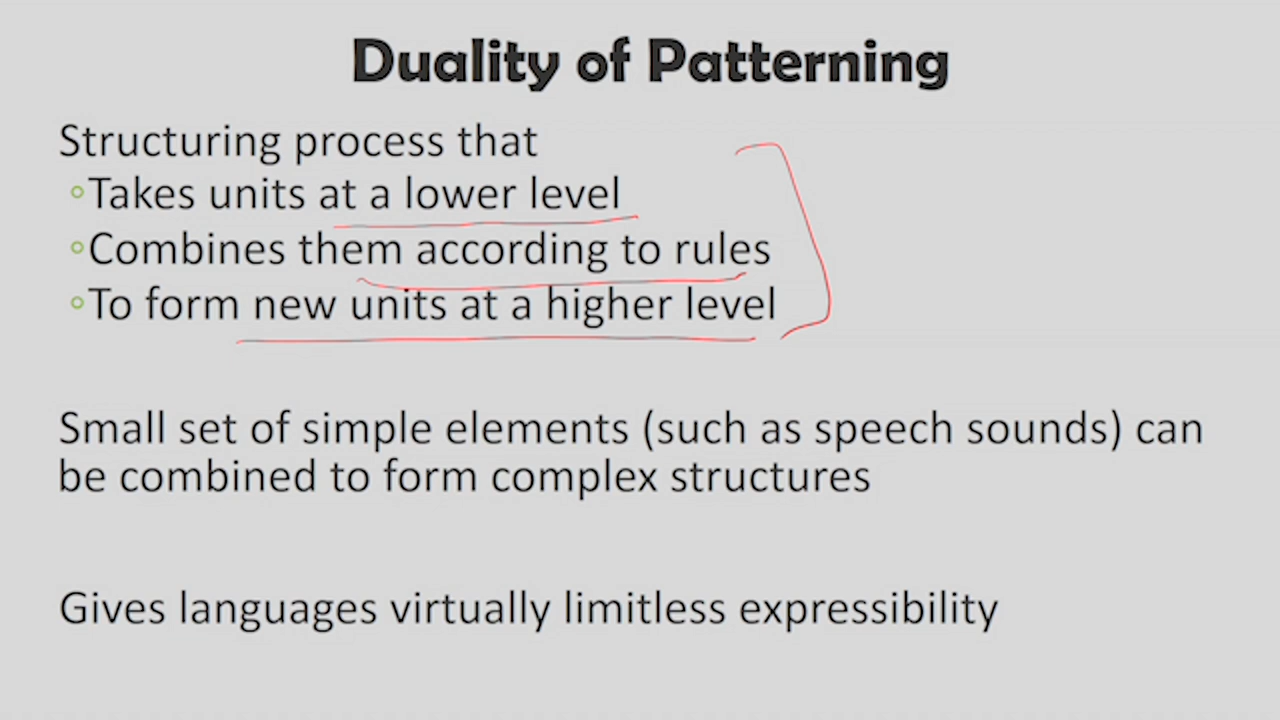 Duality of Patterning
Structuring process that
◦Takes units at a lower level
◦Combines them according to rules
◦To form new units at a higher level
Small set of simple elements (such as speech sounds) can
be combined to form complex structures
Gives languages virtually limitless expressibility